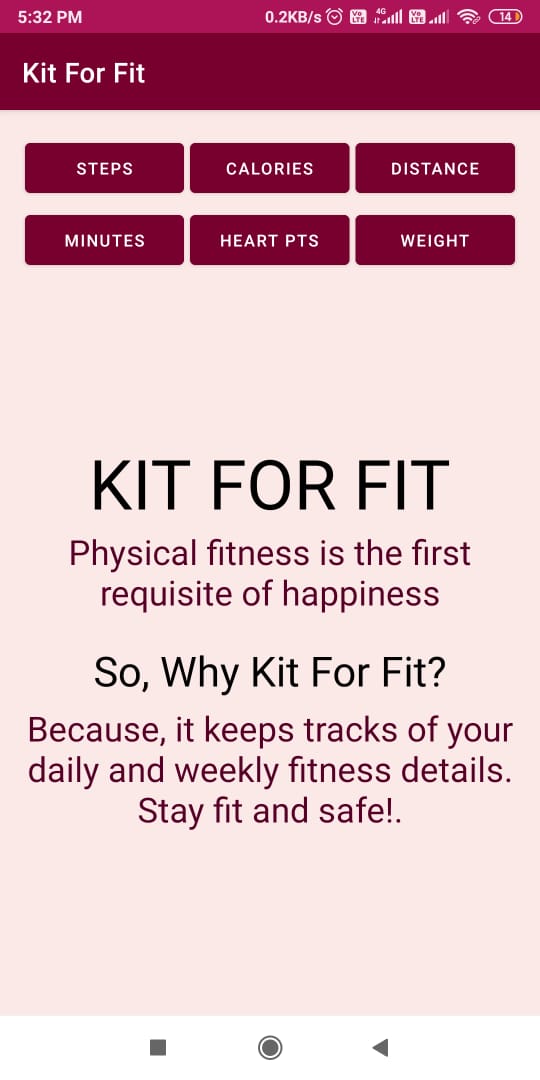 5:32 PM 0.2KB/s Vo LTE 4G Vo LTE 14
Kit For Fit
STEPS CALORIES DISTANCE
MINUTES HEART PTS WEIGHT
KIT FOR FIT
Physical fitness is the first
requisite of happiness
So, Why Kit For Fit?
Because, it keeps tracks of your
daily and weekly fitness details.
Stay fit and safe!.